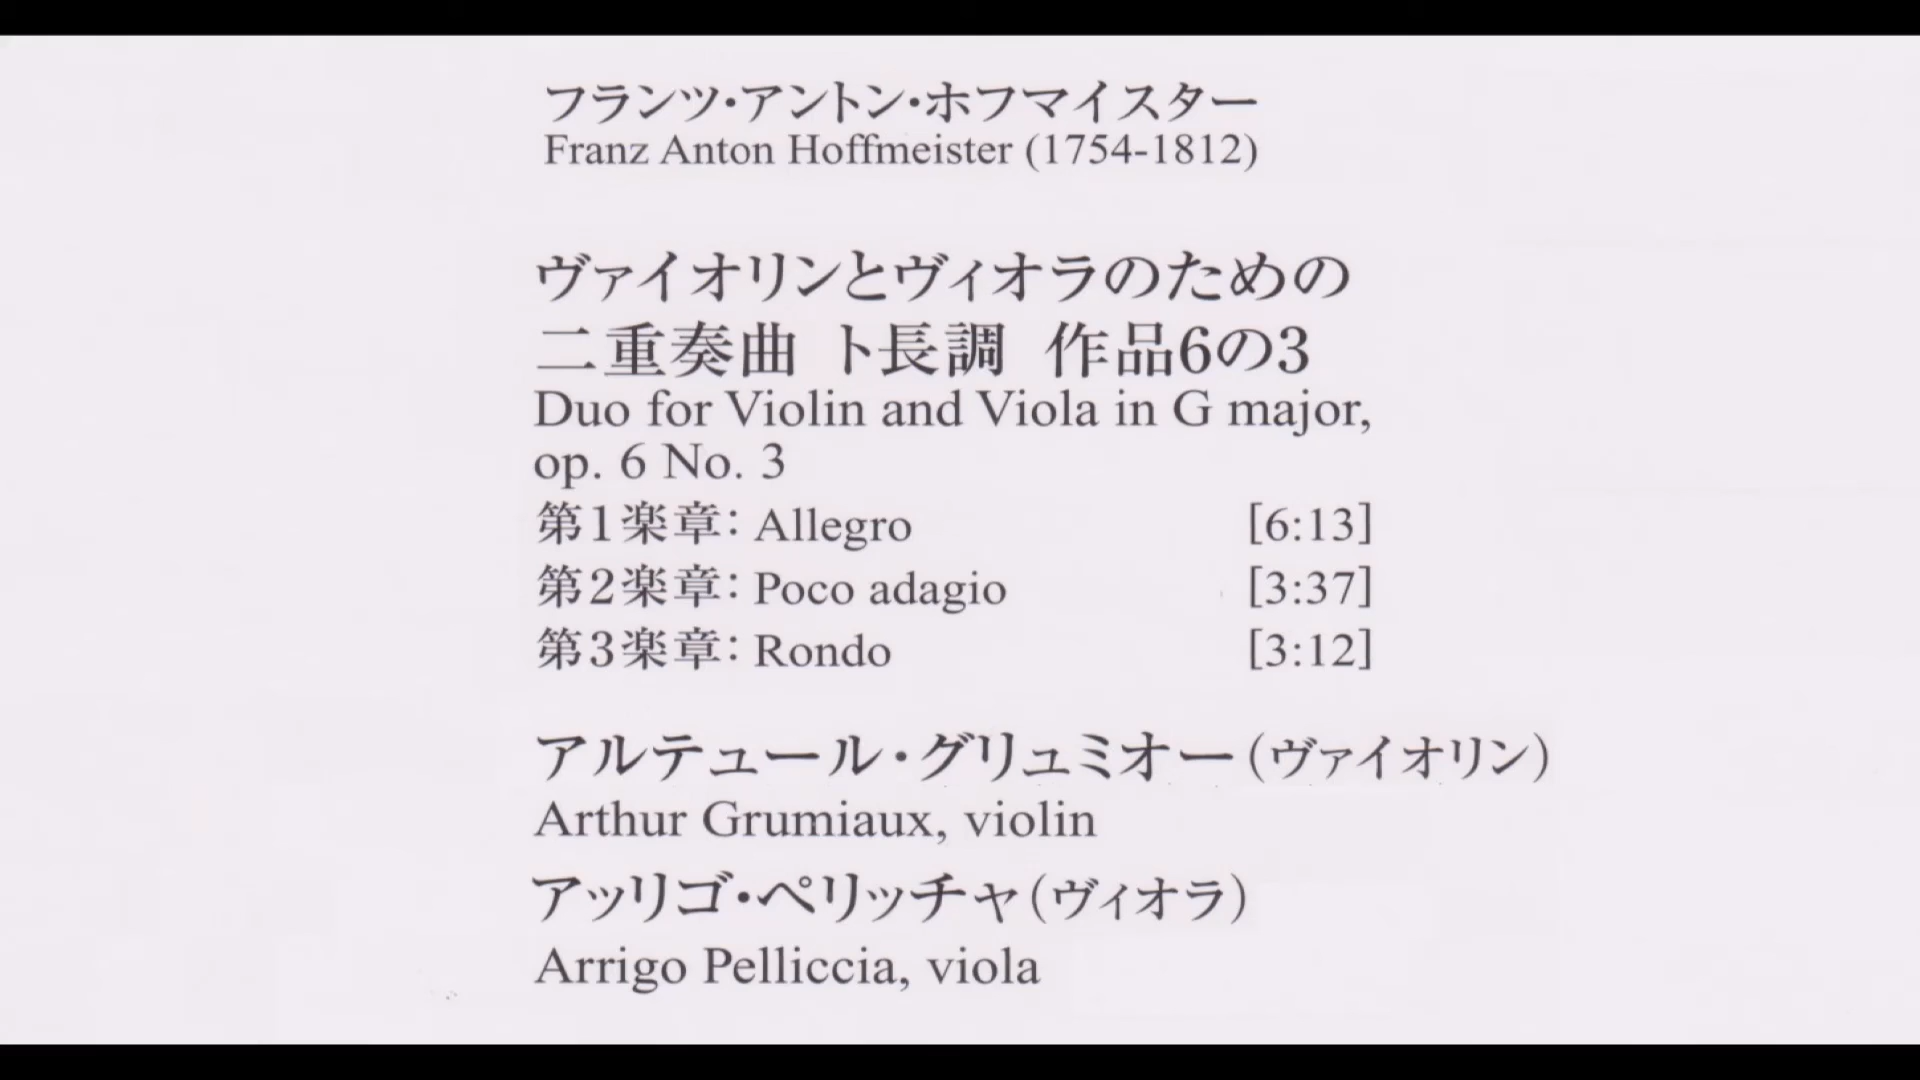 フランツ・アントン・ホフマイスター
Franz Anton Hoffmeister (1754-1812)
ヴァイオリンとヴィオラのための
二重奏曲 ト長調 作品6の3
Duo for Violin and Viola in G major,
op. 6 No. 3
第1楽章: Allegro [6:13]
第2楽章: Poco adagio [3:37]
第3楽章: Rondo [3:12]
アルテュール・グリュミオー(ヴァイオリン)
Arthur Grumiaux, violin
アッリゴ・ペリッチャ(ヴィオラ)
Arrigo Pelliccia, viola